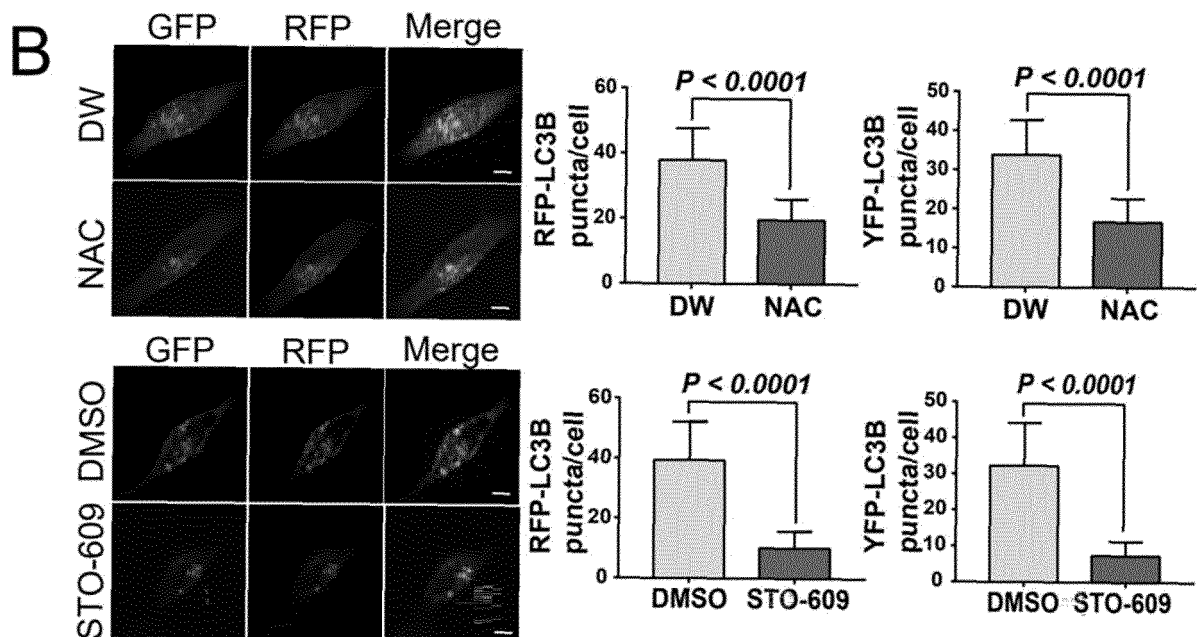 B
GFP RFP Merge
DW
NAC
60
40
20
0
RFP-LC3B
puncta/cell
P < 0.0001
DW NAC
50
40
30
20
10
0
YFP-LC3B
puncta/cell
P < 0.0001
DW NAC
GFP RFP Merge
DMSO
STO-609
60
40
20
0
RFP-LC3B
puncta/cell
P < 0.0001
DMSO STO-609
50
40
30
20
10
0
YFP-LC3B
puncta/cell
P < 0.0001
DMSO STO-609